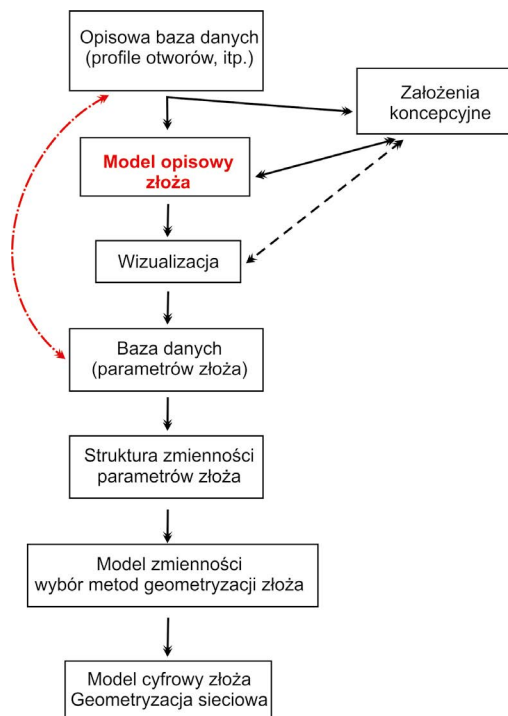 Opisowa baza danych
(profile otworów, itp.)
Założenia
koncepcyjne
Model opisowy
złoża
Wizualizacja
Baza danych
(parametrów złoża)
Struktura zmienności
parametrów złoża
Model zmienności
wybór metod geometryzacji złoża
Model cyfrowy złoża
Geometryzacja sieciowa